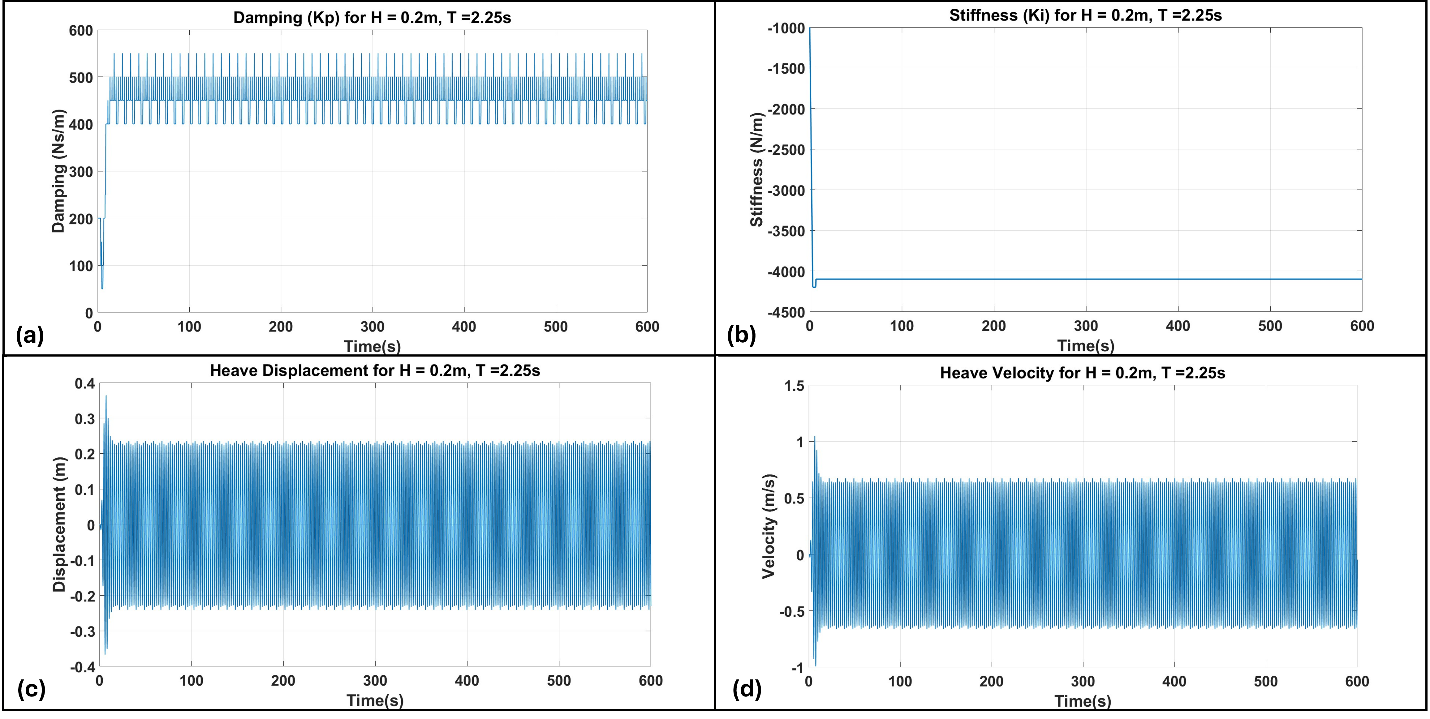 Damping (Kp) for H = 0.2m, T =2.25s
600
500
400
300
200
100
0
Damping (Ns/m)
0 100 200 300 400 500 600
Time(s)
(a)
Stiffness (Ki) for H = 0.2m, T =2.25s
-1000
-1500
-2000
-2500
-3000
-3500
-4000
-4500
Stiffness (N/m)
0 100 200 300 400 500 600
Time(s)
(b)
Heave Displacement for H = 0.2m, T =2.25s
0.4
0.3
0.2
0.1
0
-0.1
-0.2
-0.3
-0.4
Displacement (m)
0 100 200 300 400 500 600
Time(s)
(c)
Heave Velocity for H = 0.2m, T =2.25s
1.5
1
0.5
0
-0.5
-1
Velocity (m/s)
0 100 200 300 400 500 600
Time(s)
(d)